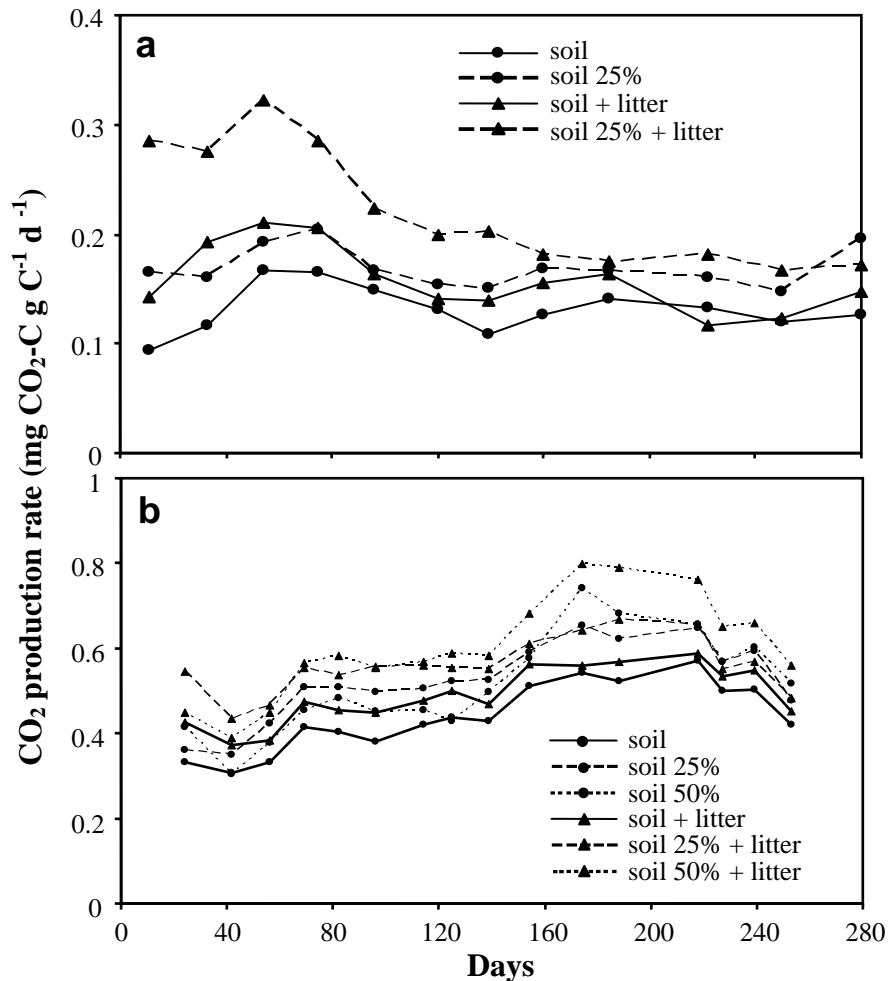 CO₂ production rate (mg CO₂-C g C⁻¹ d ⁻¹)
a
0.4
0.3
0.2
0.1
0
soil
soil 25%
soil + litter
soil 25% + litter
b
1
0.8
0.6
0.4
0.2
0
soil
soil 25%
soil 50%
soil + litter
soil 25% + litter
soil 50% + litter
0 40 80 120 160 200 240 280
Days